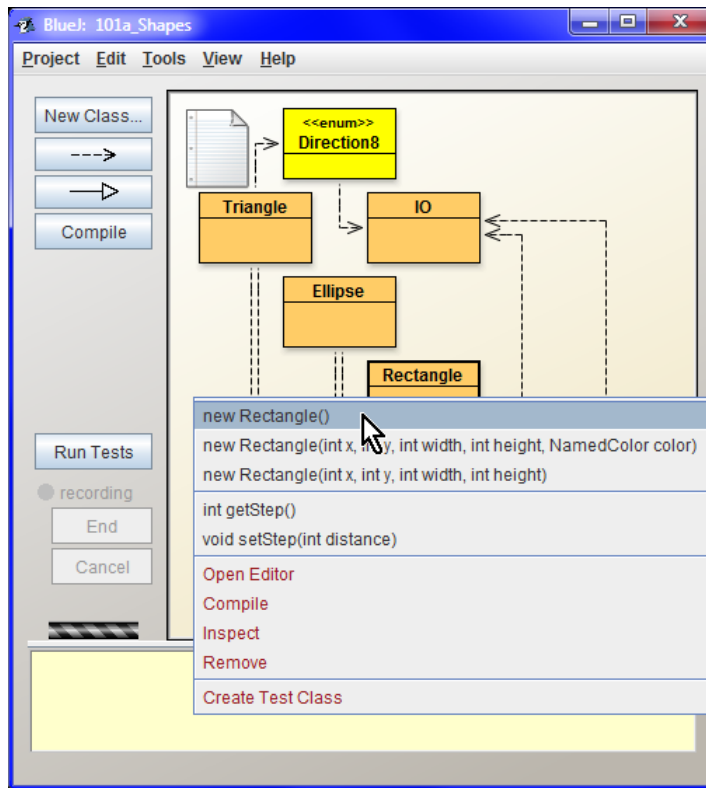 BlueJ: 101a_Shapes
Project Edit Tools View Help
New Class...
Compile
<<enum>>
Direction8
Triangle
IO
Ellipse
Rectangle
new Rectangle()
new Rectangle(int x, int y, int width, int height, NamedColor color)
new Rectangle(int x, int y, int width, int height)
int getStep()
void setStep(int distance)
Open Editor
Compile
Inspect
Remove
Create Test Class
Run Tests
recording
End
Cancel